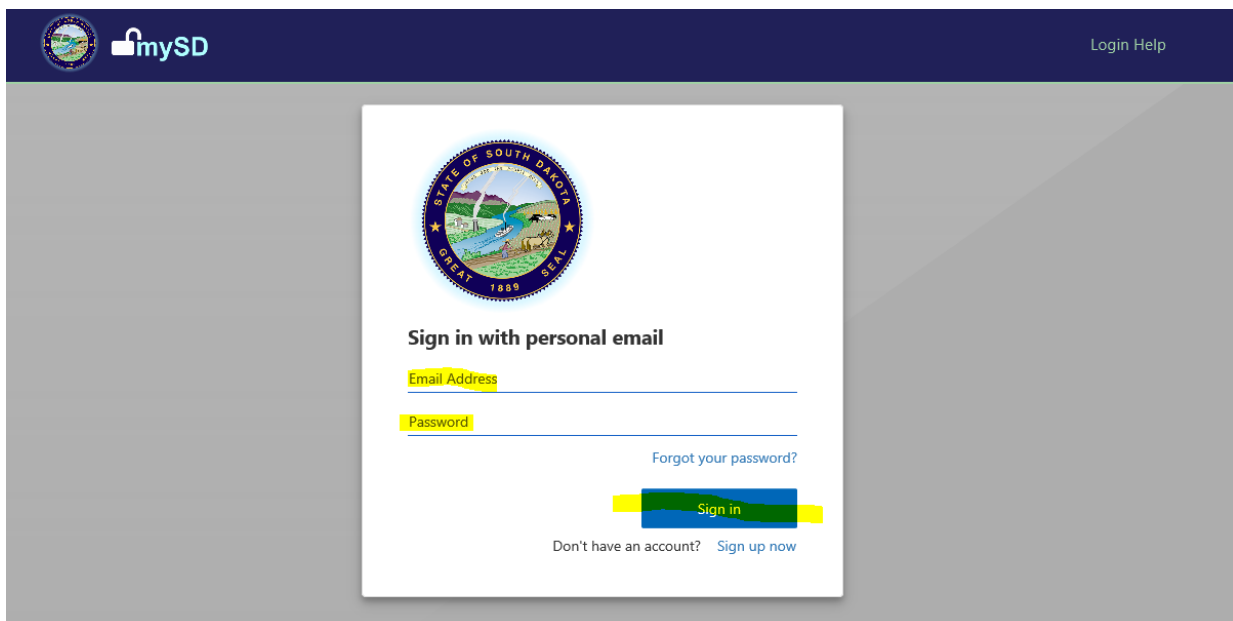 mySD
Login Help
STATE OF SOUTH DAKOTA
GREAT SEAL
1889
Sign in with personal email
Email Address
Password
Forgot your password?
Sign in
Don't have an account? Sign up now